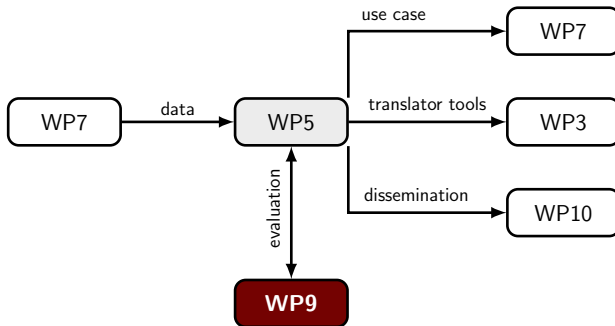 use case
WP7
WP7
data
WP5
translator tools
WP3
evaluation
dissemination
WP10
WP9